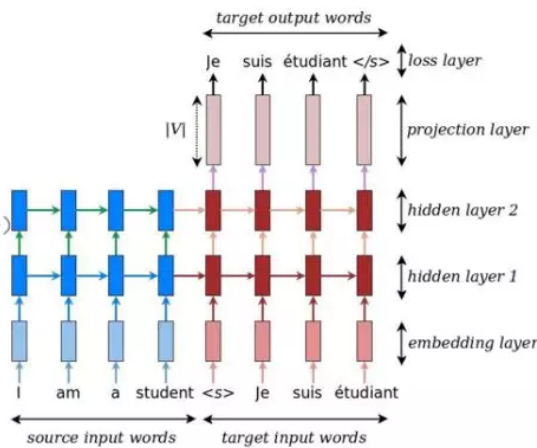 target output words
Je suis étudiant </s> loss layer
|V| projection layer
) hidden layer 2
hidden layer 1
embedding layer
I am a student <s> Je suis étudiant
source input words target input words